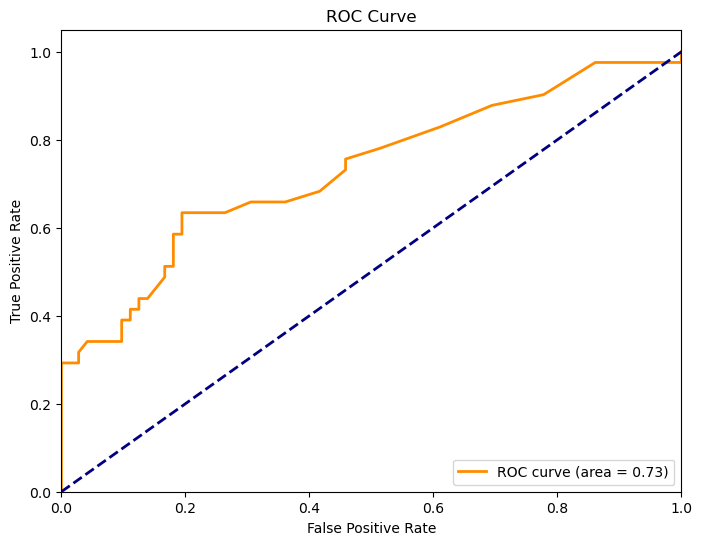 ROC Curve
True Positive Rate
1.0
0.8
0.6
0.4
0.2
0.0
ROC curve (area = 0.73)
0.0 0.2 0.4 0.6 0.8 1.0
False Positive Rate